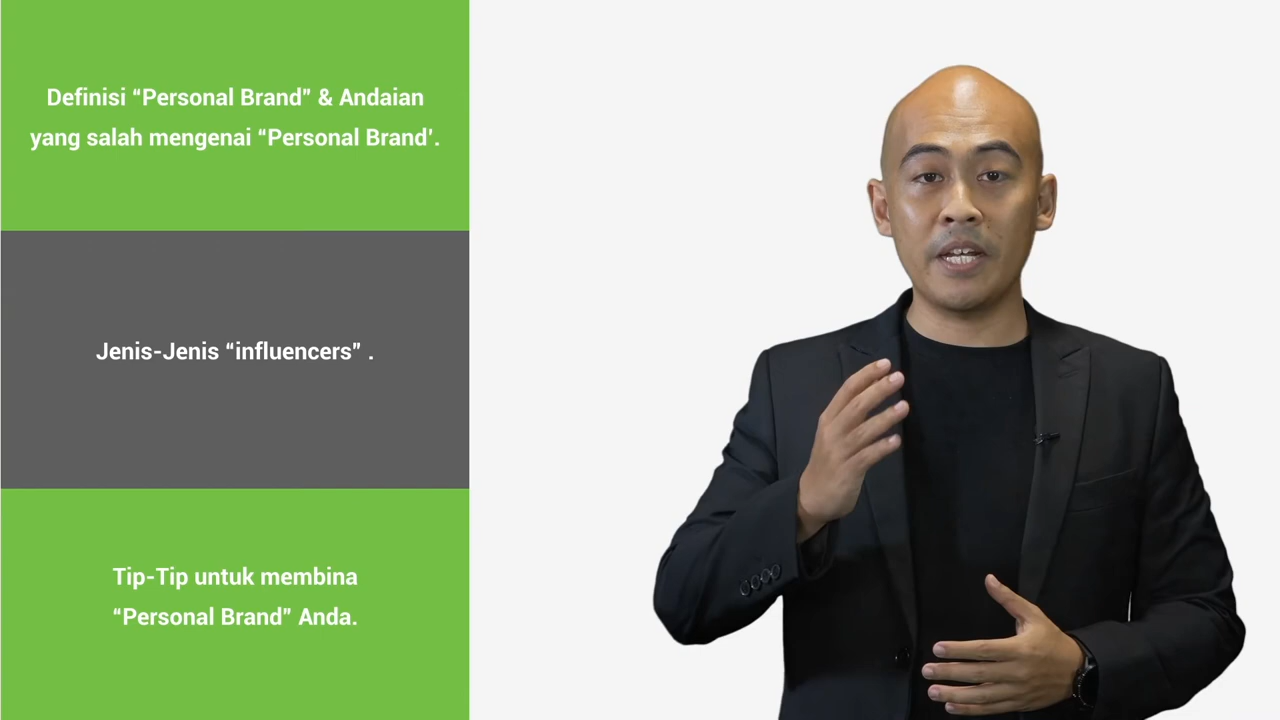 Definisi “Personal Brand” & Andaian
yang salah mengenai “Personal Brand’.
Jenis-Jenis “influencers” .
Tip-Tip untuk membina
“Personal Brand” Anda.